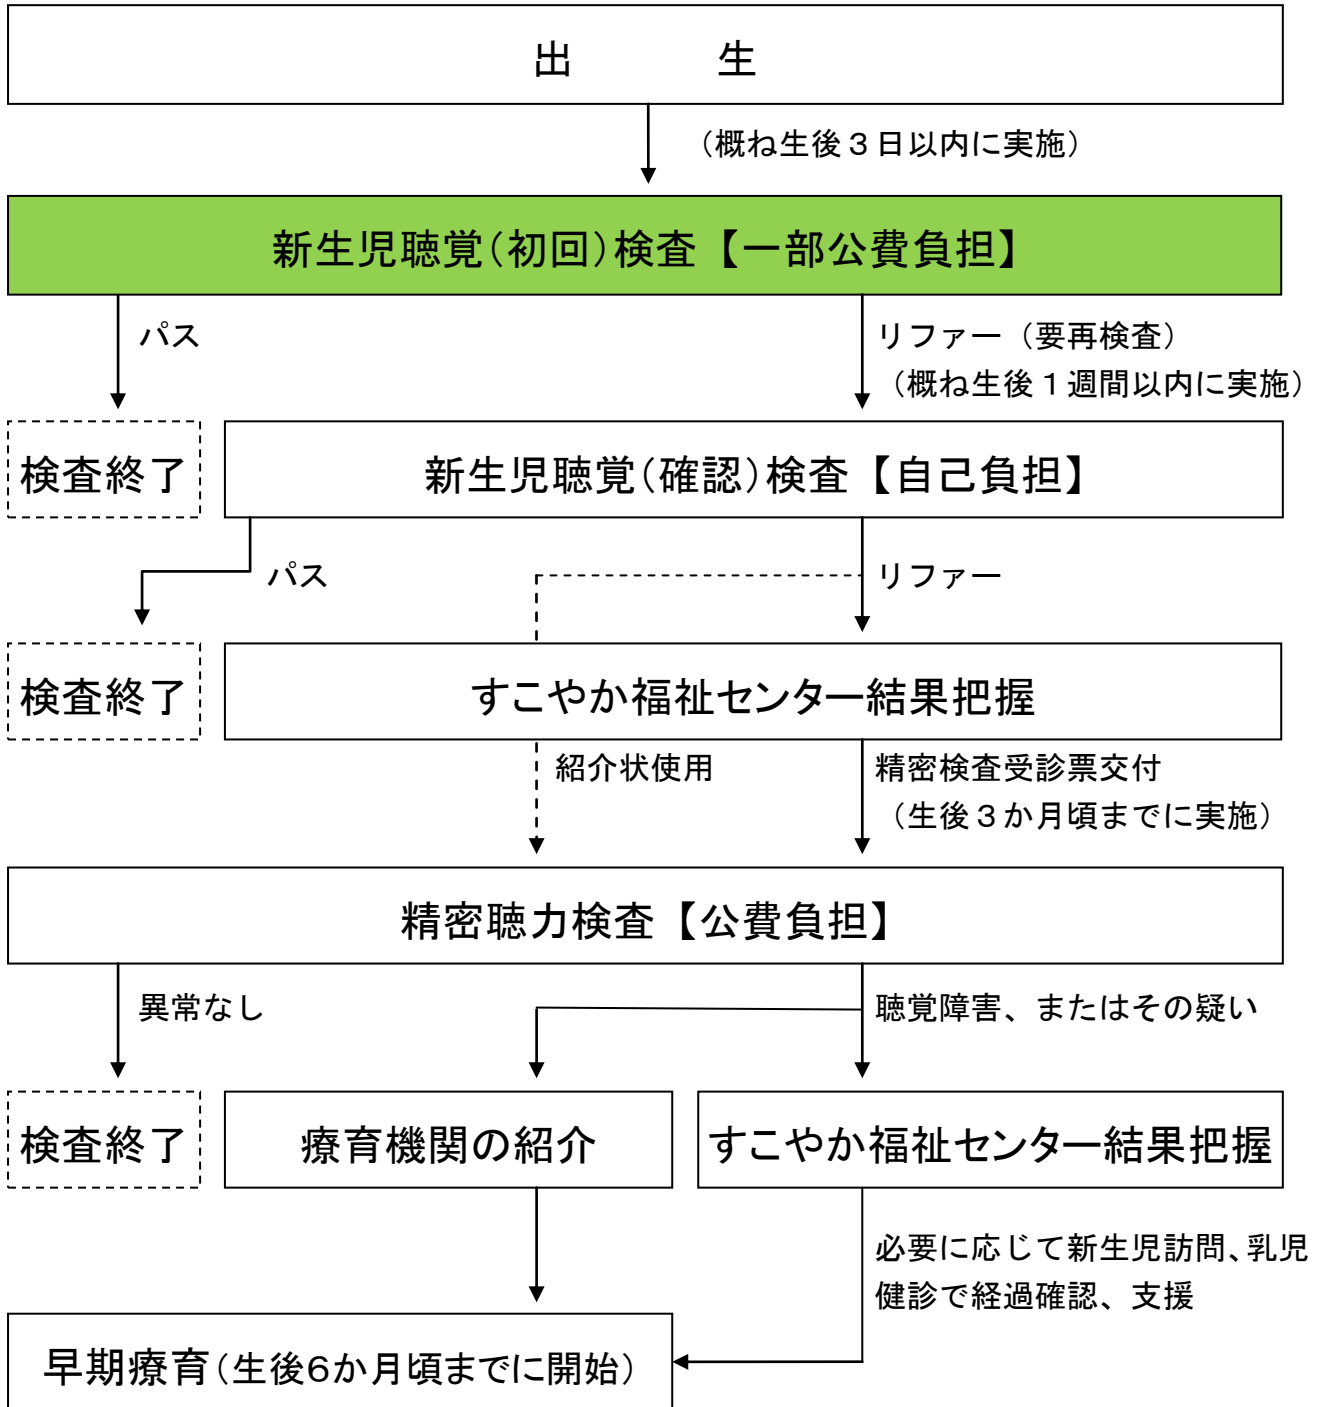 出　　　生
（概ね生後３日以内に実施）
新生児聴覚（初回）検査【一部公費負担】
パス
リファー（要再検査）
（概ね生後１週間以内に実施）
検査終了
新生児聴覚（確認）検査【自己負担】
パス
リファー
検査終了
すこやか福祉センター結果把握
紹介状使用
精密検査受診票交付
（生後３か月頃までに実施）
精密聴力検査【公費負担】
異常なし
聴覚障害、またはその疑い
検査終了
療育機関の紹介
すこやか福祉センター結果把握
必要に応じて新生児訪問、乳児
健診で経過確認、支援
早期療育（生後６か月頃までに開始）